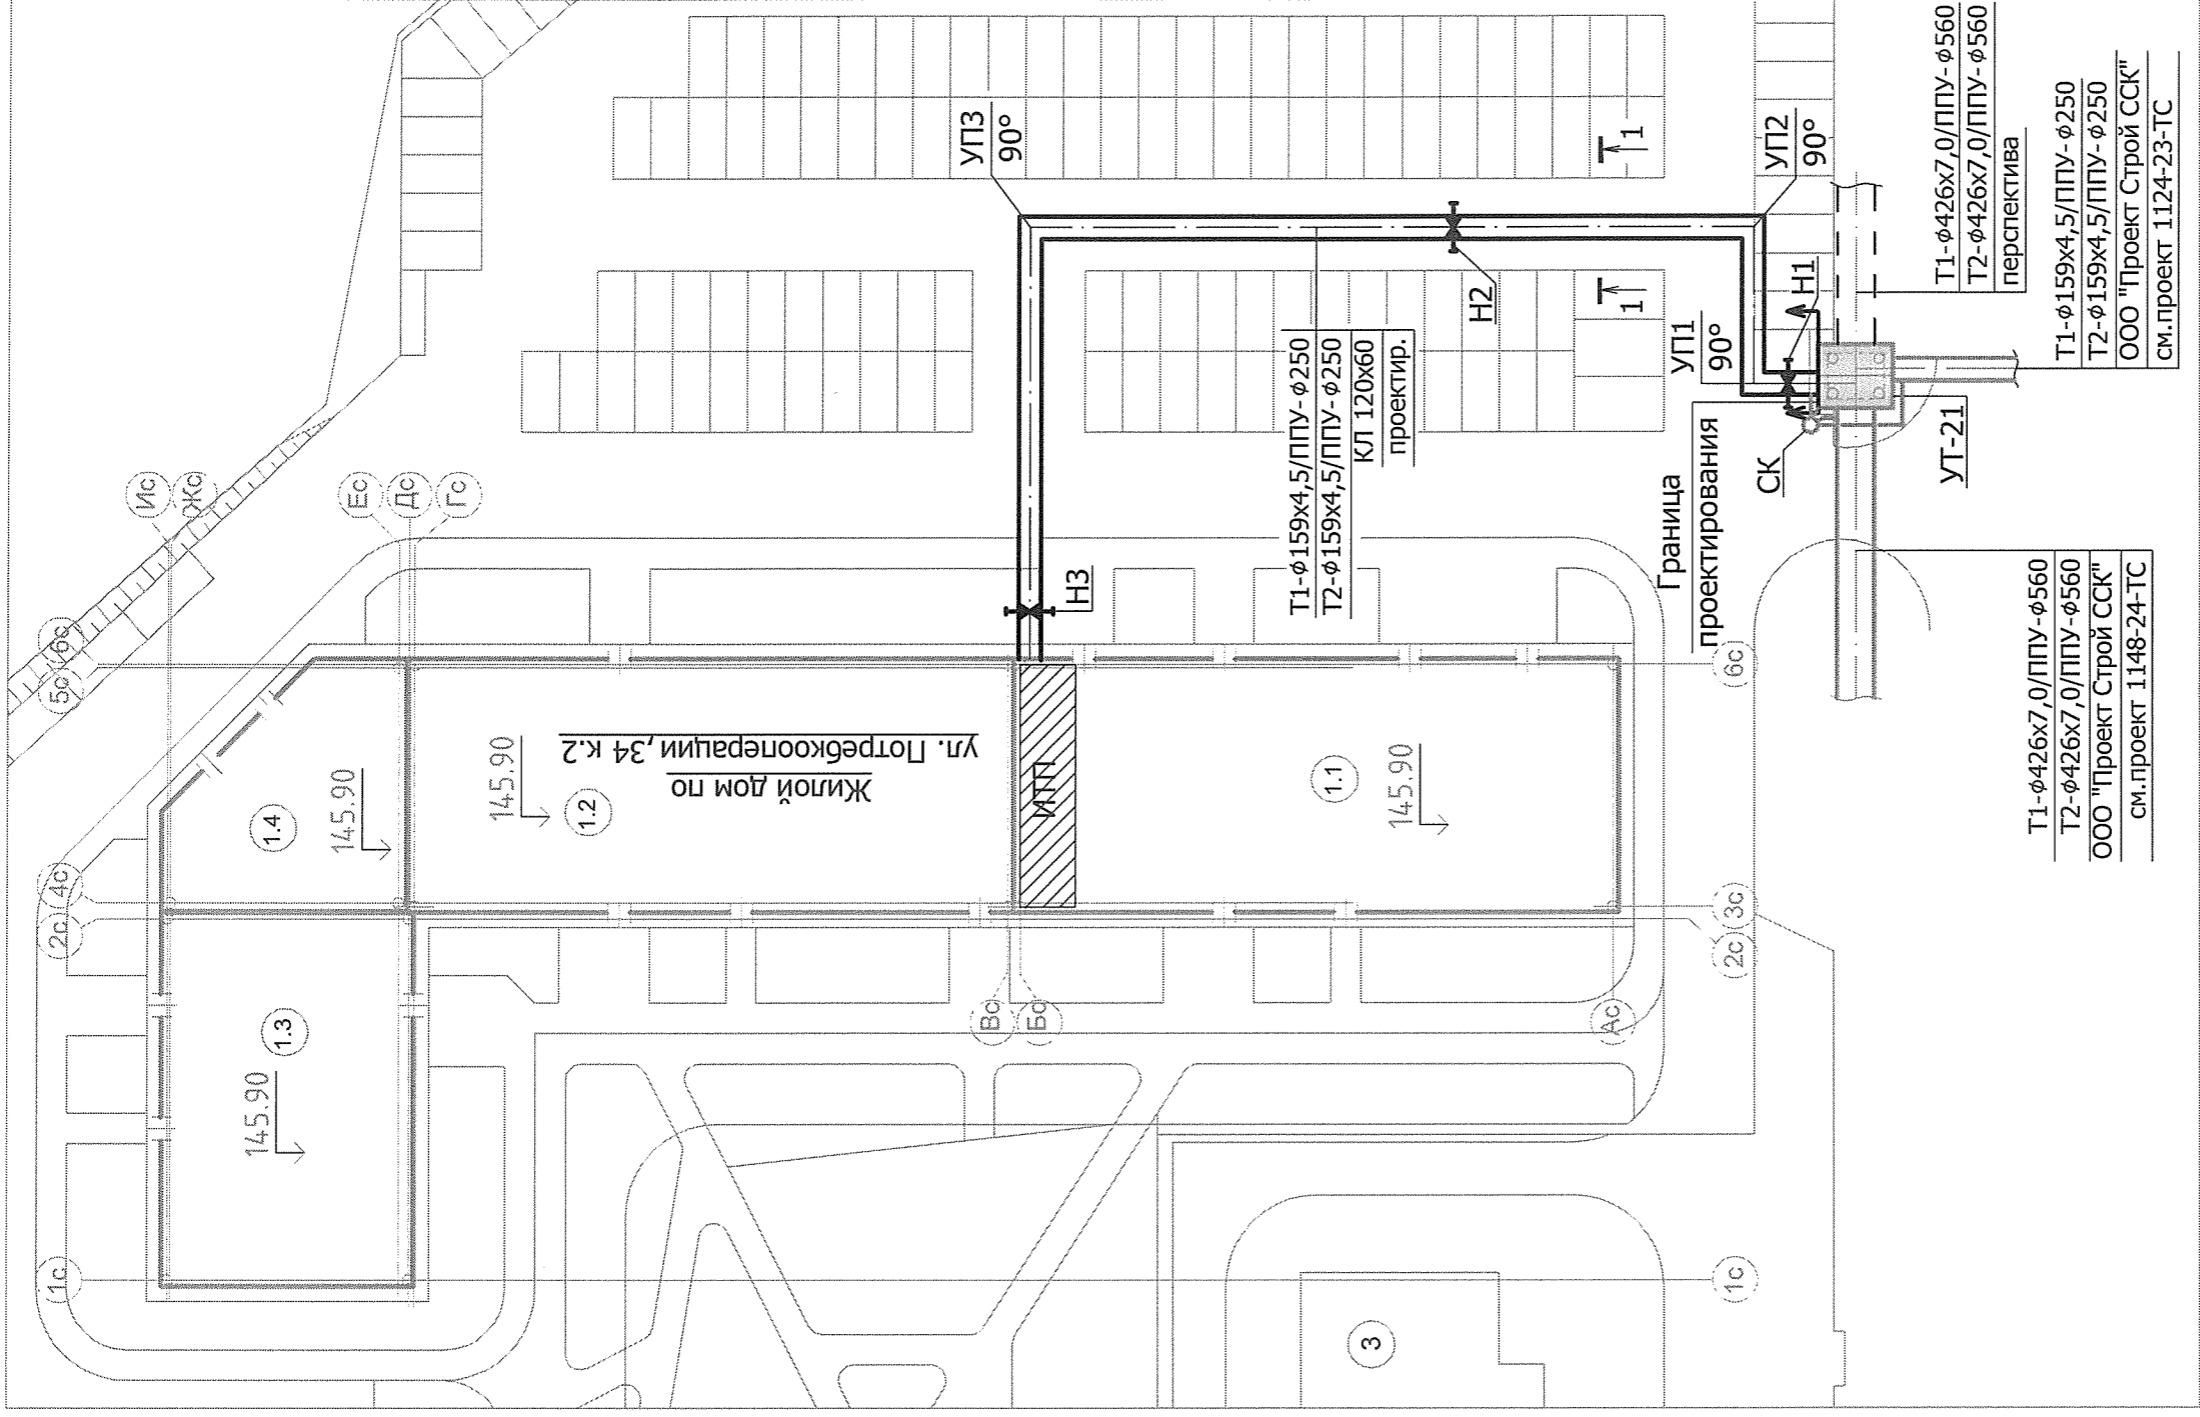 УП3
90°
1
УП2
90°
Т1-ф426х7,0/ППУ-ф560
Т2-ф426х7,0/ППУ-ф560
перспектива
Т1-ф159х4,5/ППУ-ф250
Т2-ф159х4,5/ППУ-ф250
ООО "Проект Строй ССК"
см.проект 1124-23-ТС
Н2
1
Н1
УП1
90°
Т1-ф159х4,5/ППУ-ф250
Т2-ф159х4,5/ППУ-ф250
КЛ 120х60
проектир.
Граница
проектирования
СК
УТ-21
Н3
Т1-ф426х7,0/ППУ-ф560
Т2-ф426х7,0/ППУ-ф560
ООО "Проект Строй ССК"
см.проект 1148-24-ТС
Ис
Жс
Ес
Дс
Гс
6с
5с
6с
Жилой дом по
ул. Потребкооперации,34 к.2
ИТП
145.90
1.4
145.90
1.2
145.90
1.1
4с
2с
3с
2с
145.90
1.3
Вс
Бс
Ас
1с
1с
3